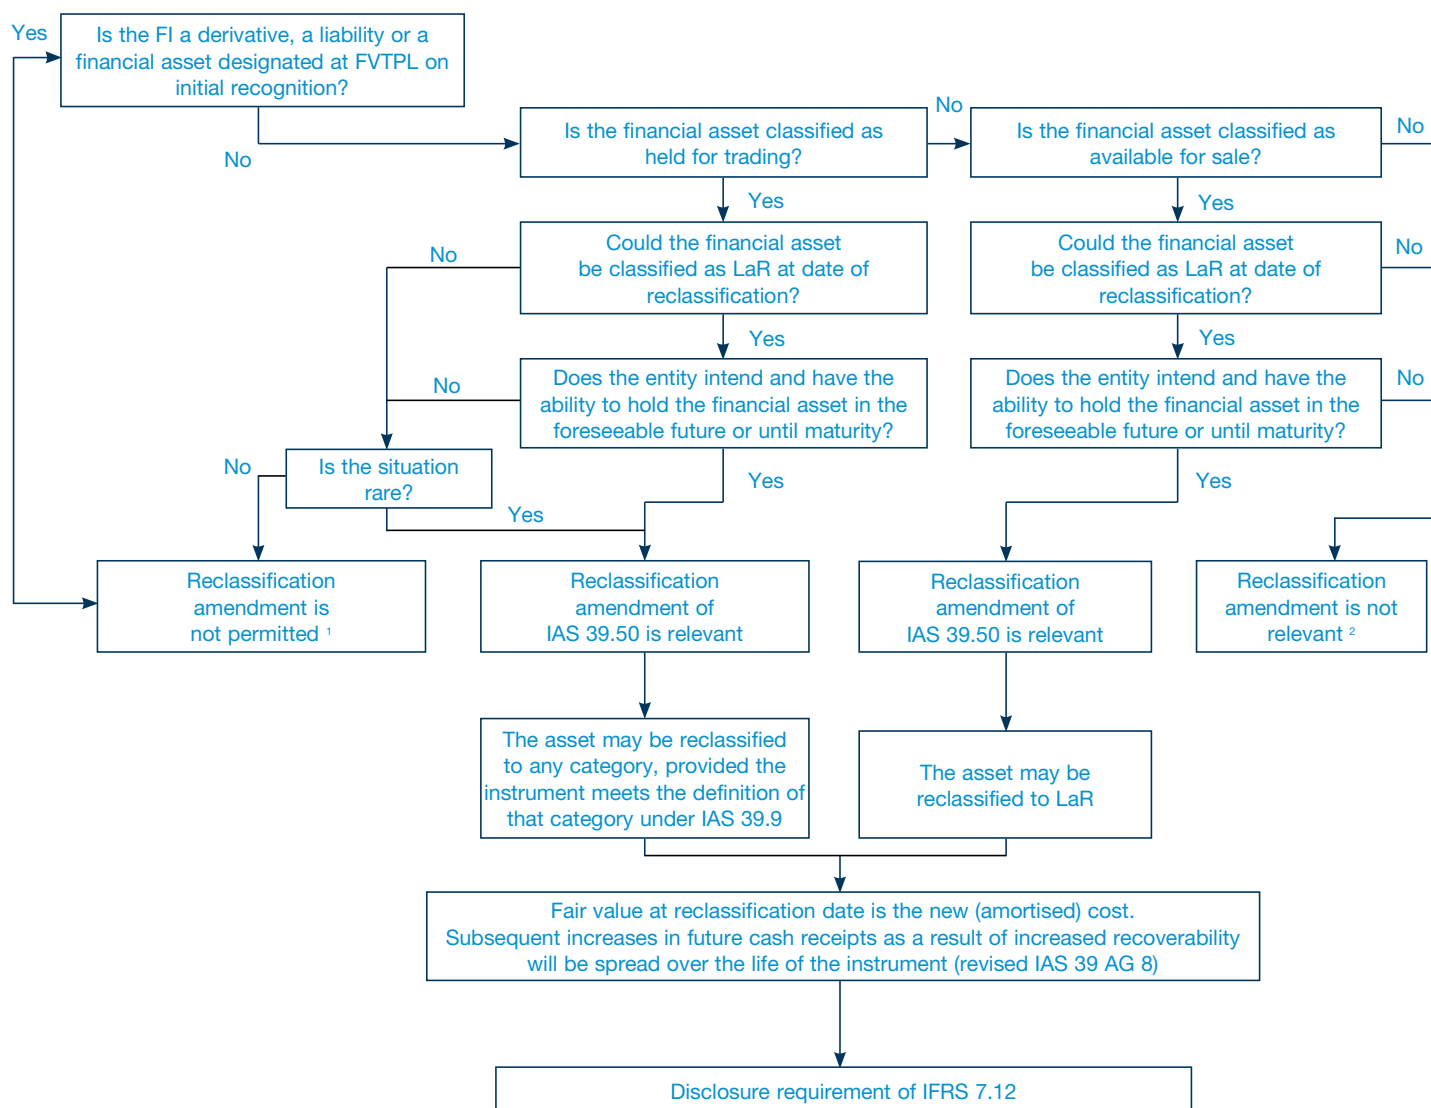 Yes
Is the FI a derivative, a liability or a
financial asset designated at FVTPL on
initial recognition?
No
No
No
Is the financial asset classified as
held for trading?
Is the financial asset classified as
available for sale?
Yes
Yes
No
Could the financial asset
be classified as LaR at date of
reclassification?
Could the financial asset
be classified as LaR at date of
reclassification?
No
Yes
Yes
No
Does the entity intend and have the
ability to hold the financial asset in the
foreseeable future or until maturity?
Does the entity intend and have the
ability to hold the financial asset in the
foreseeable future or until maturity?
No
No
Is the situation
rare?
Yes
Yes
Yes
Reclassification
amendment is
not permitted ¹
Reclassification
amendment of
IAS 39.50 is relevant
Reclassification
amendment of
IAS 39.50 is relevant
Reclassification
amendment is not
relevant ²
The asset may be reclassified
to any category, provided the
instrument meets the definition of
that category under IAS 39.9
The asset may be
reclassified to LaR
Fair value at reclassification date is the new (amortised) cost.
Subsequent increases in future cash receipts as a result of increased recoverability
will be spread over the life of the instrument (revised IAS 39 AG 8)
Disclosure requirement of IFRS 7.12